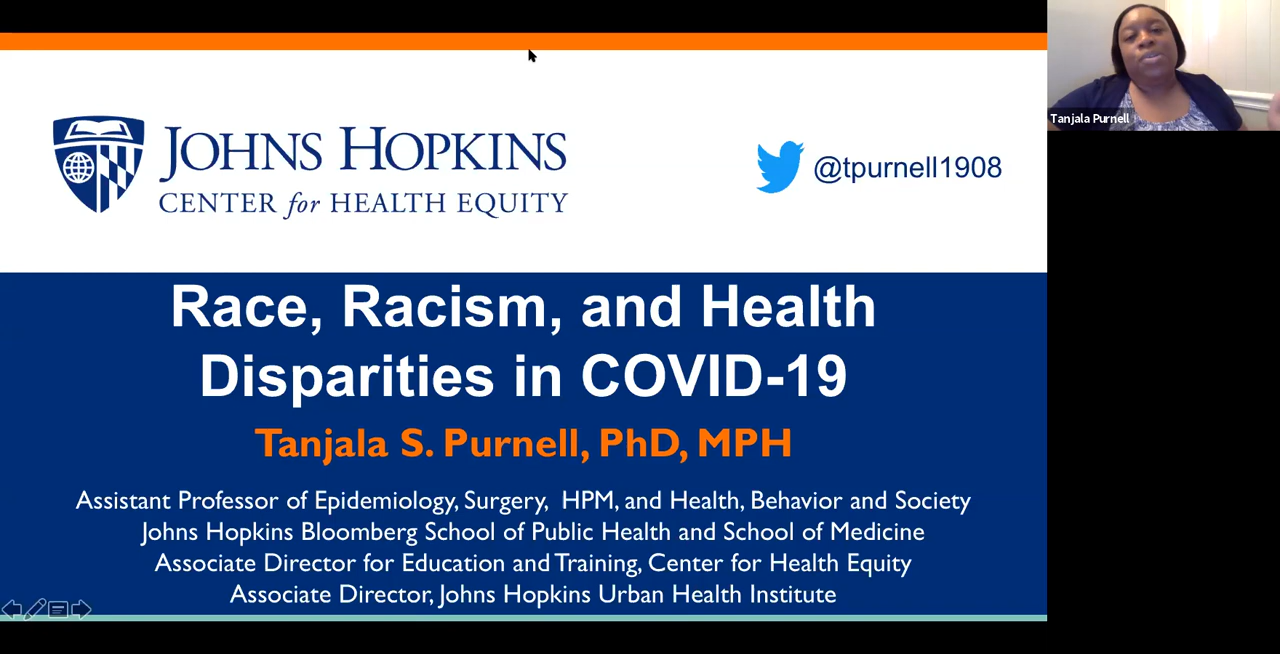 JOHNS HOPKINS
CENTER for HEALTH EQUITY
@tpurnell1908
Tanjala Purnell
Race, Racism, and Health
Disparities in COVID-19
Tanjala S. Purnell, PhD, MPH
Assistant Professor of Epidemiology, Surgery, HPM, and Health, Behavior and Society
Johns Hopkins Bloomberg School of Public Health and School of Medicine
Associate Director for Education and Training, Center for Health Equity
Associate Director, Johns Hopkins Urban Health Institute